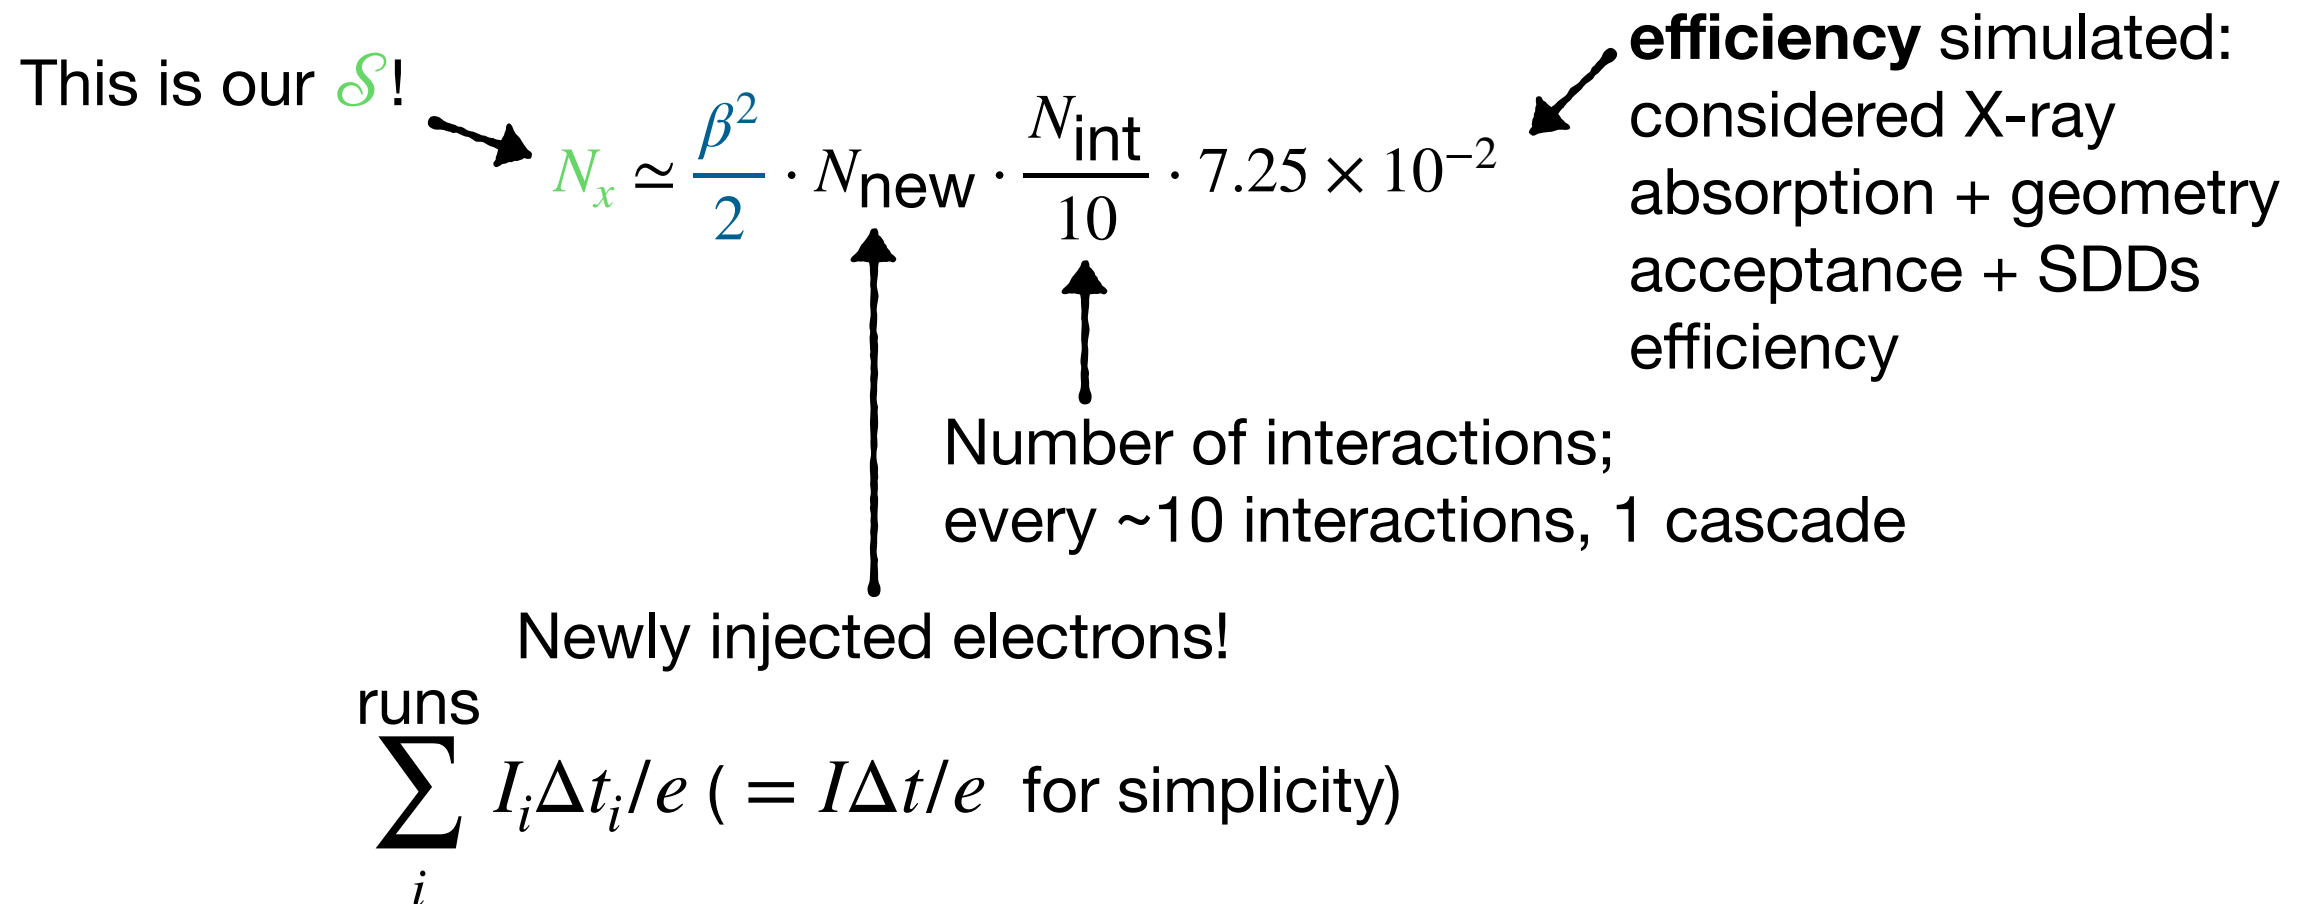 This is our 𝒮!
N_x ≃ β²/2 · N_new · N_int/10 · 7.25 × 10⁻²
efficiency simulated:
considered X-ray
absorption + geometry
acceptance + SDDs
efficiency
Number of interactions;
every ~10 interactions, 1 cascade
Newly injected electrons!
runs
∑ I_iΔt_i/e ( = IΔt/e for simplicity)
i